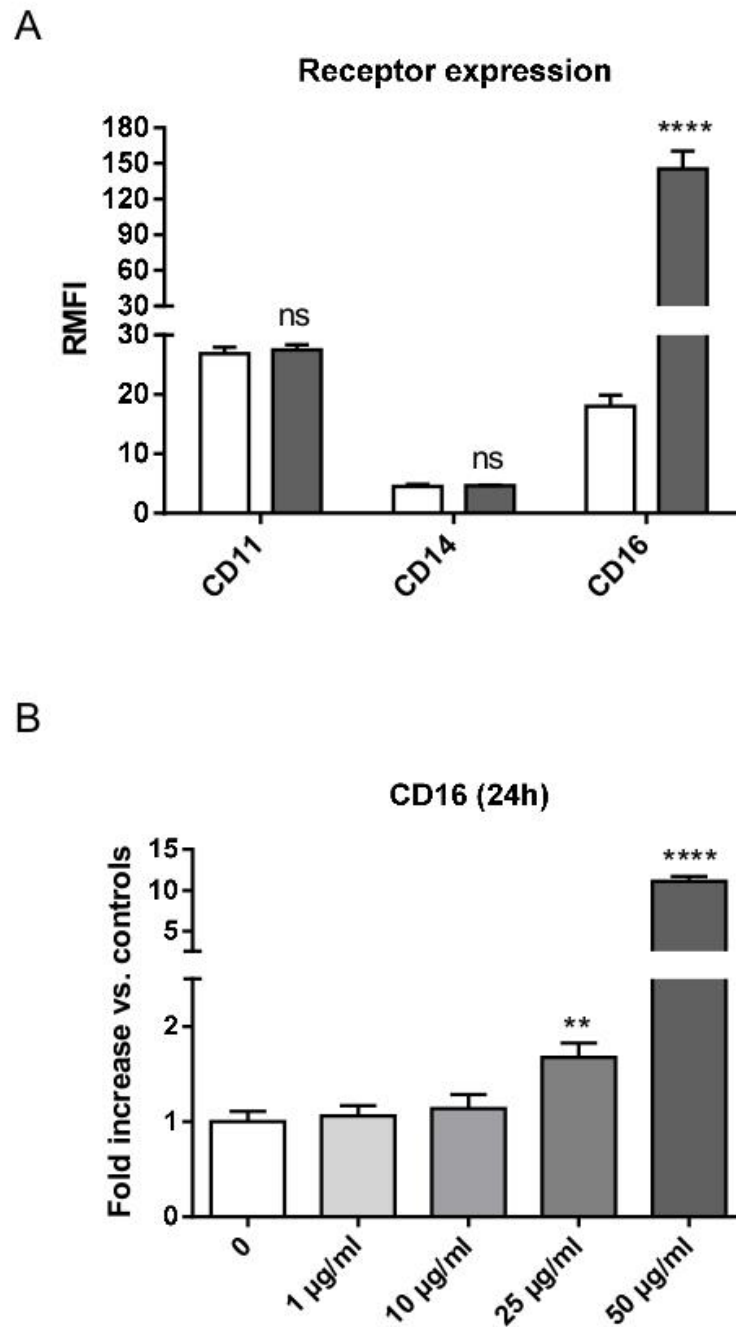 A
Receptor expression
180
150
120
90
60
30
30
20
10
0
RMFI
ns
ns
****
CD11
CD14
CD16
B
CD16 (24h)
15
10
5
2
1
0
Fold increase vs. controls
**
****
0
1 µg/ml
10 µg/ml
25 µg/ml
50 µg/ml